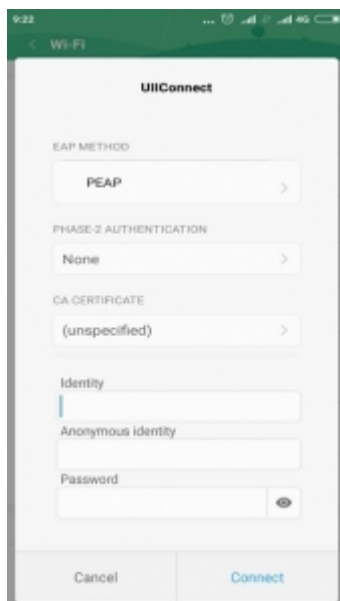 9:22
... 4G
Wi-Fi
UIIConnect
EAP METHOD
PEAP
PHASE-2 AUTHENTICATION
None
CA CERTIFICATE
(unspecified)
Identity
Anonymous identity
Password
Cancel
Connect